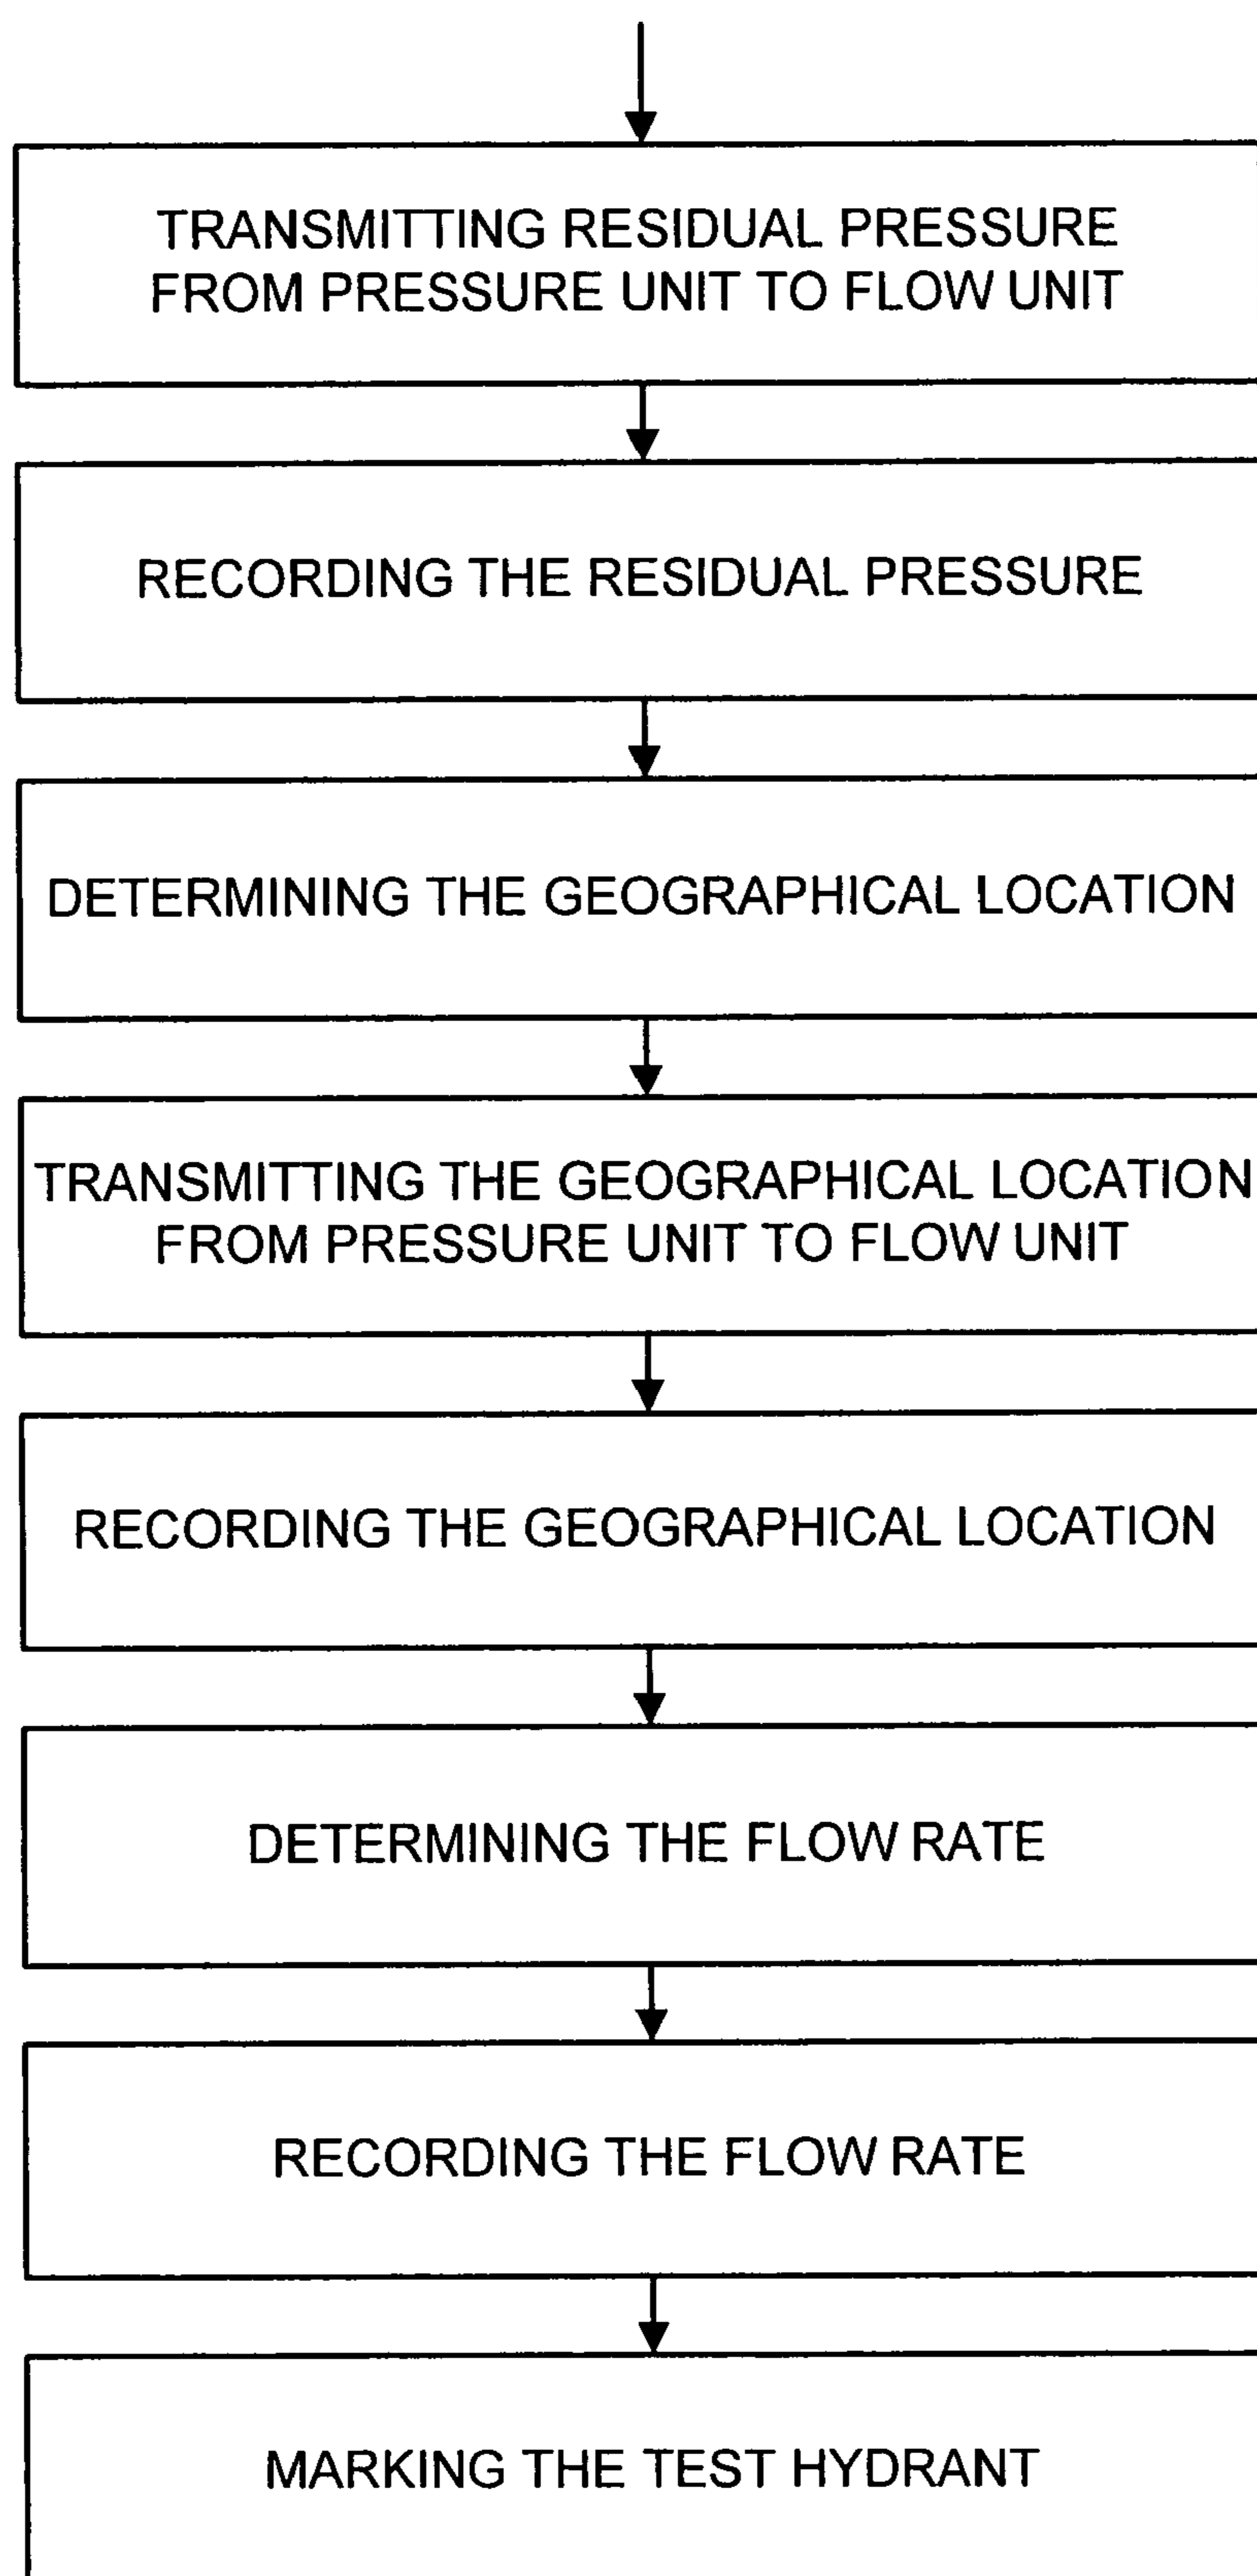 TRANSMITTING RESIDUAL PRESSURE
FROM PRESSURE UNIT TO FLOW UNIT
RECORDING THE RESIDUAL PRESSURE
DETERMINING THE GEOGRAPHICAL LOCATION
TRANSMITTING THE GEOGRAPHICAL LOCATION
FROM PRESSURE UNIT TO FLOW UNIT
RECORDING THE GEOGRAPHICAL LOCATION
DETERMINING THE FLOW RATE
RECORDING THE FLOW RATE
MARKING THE TEST HYDRANT